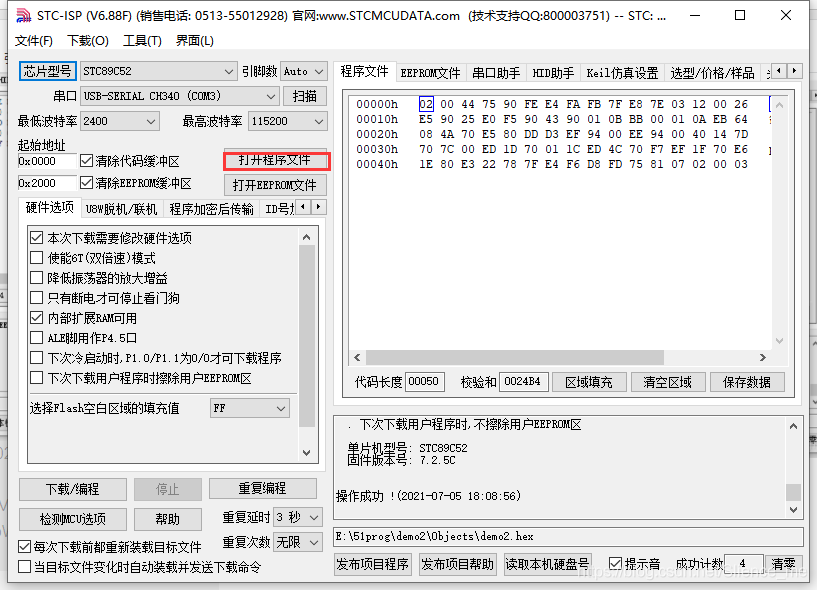 STC-ISP (V6.88F) (销售电话: 0513-55012928) 官网:www.STCMCUDATA.com  (技术支持QQ:800003751) -- STC: ...
文件(F) 下载(O) 工具(T) 界面(L)
芯片型号 STC89C52 引脚数 Auto
串口 USB-SERIAL CH340 (COM3) 扫描
最低波特率 2400 最高波特率 115200
起始地址
0x0000 清除代码缓冲区 打开程序文件
0x2000 清除EEPROM缓冲区 打开EEPROM文件
硬件选项 U8W脱机/联机 程序加密后传输
本次下载需要修改硬件选项
使能6T(双倍速)模式
降低振荡器的放大增益
只有断电才可停止看门狗
内部扩展RAM可用
ALE脚用作P4.5口
下次冷启动时,P1.0/P1.1为0/0才可下载程序
下次下载用户程序时擦除用户EEPROM区
选择Flash空白区域的填充值 FF
下载/编程 停止 重复编程
检测MCU选项 帮助 重复延时 3 秒
重复次数 无限
每次下载前都重新装载目标文件
当目标文件变化时自动装载并发送下载命令
程序文件 EEPROM文件 串口助手 HID助手 Keil仿真设置 选型/价格/样品
00000h 02 00 44 75 90 FE E4 FA FB 7F E8 7E 03 12 00 26
00010h E5 90 25 E0 F5 90 43 90 01 0B BB 00 01 0A EB 64
00020h 08 4A 70 E5 80 DD D3 EF 94 00 EE 94 00 40 14 7D
00030h 70 7C 00 ED 1D 70 01 1C ED 4C 70 F7 EF 1F 70 E6
00040h 1E 80 E3 22 78 7F E4 F6 D8 FD 75 81 07 02 00 03
代码长度 00050 校验和 0024B4 区域填充 清空区域 保存数据
. 下次下载用户程序时,不擦除用户EEPROM区
单片机型号: STC89C52
固件版本号: 7.2.5C
操作成功 !(2021-07-05 18:08:56)
E:\51prog\demo2\Objects\demo2.hex
发布项目程序 发布项目帮助 读取本机硬盘号 提示音 成功计数 4 清零